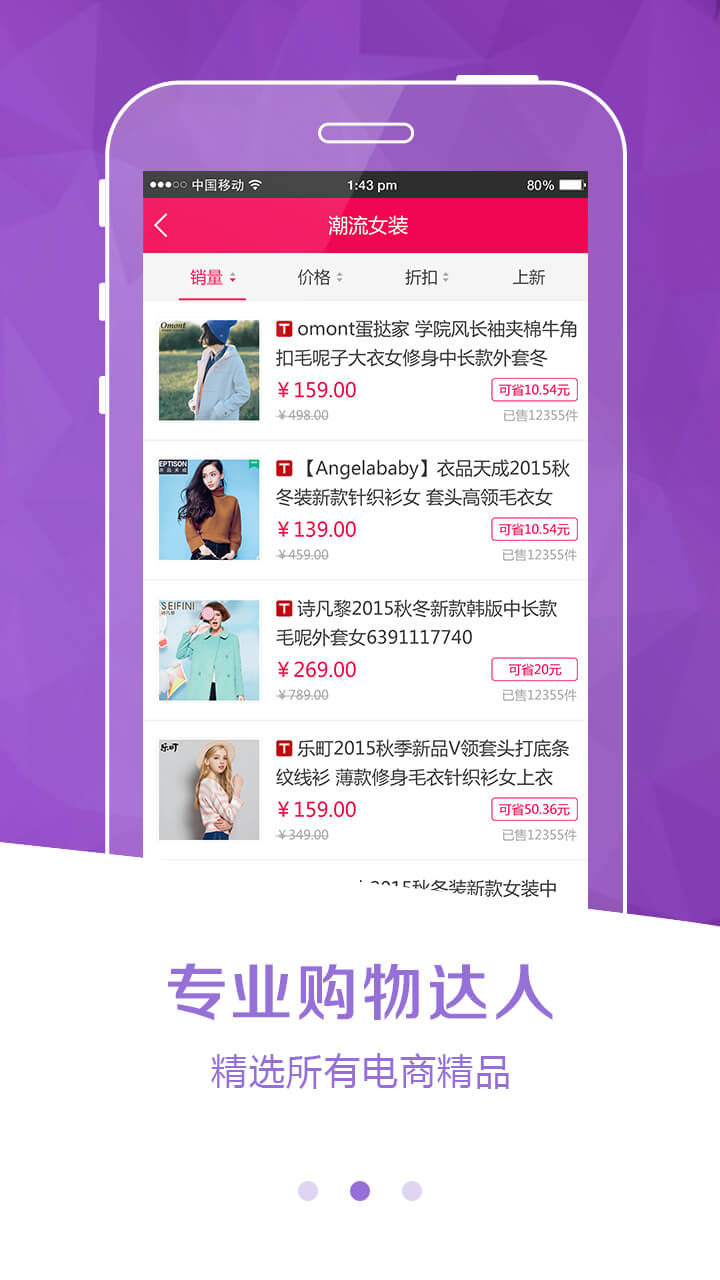 中国移动
1:43 pm
80%
潮流女装
销量
价格
折扣
上新
Omont
T omont蛋挞家 学院风长袖夹棉牛角
扣毛呢子大衣女修身中长款外套冬
￥159.00
可省10.54元
￥498.00
已售12355件
EPTISON
衣品天成
T 【Angelababy】衣品天成2015秋
冬装新款针织衫女 套头高领毛衣女
￥139.00
可省10.54元
￥459.00
已售12355件
SEIFINI
诗凡黎
T 诗凡黎2015秋冬新款韩版中长款
毛呢外套女6391117740
￥269.00
可省20元
￥789.00
已售12355件
乐町
T 乐町2015秋季新品V领套头打底条
纹线衫 薄款修身毛衣针织衫女上衣
￥159.00
可省50.36元
￥349.00
已售12355件
2015秋冬装新款女装中
专业购物达人
精选所有电商精品